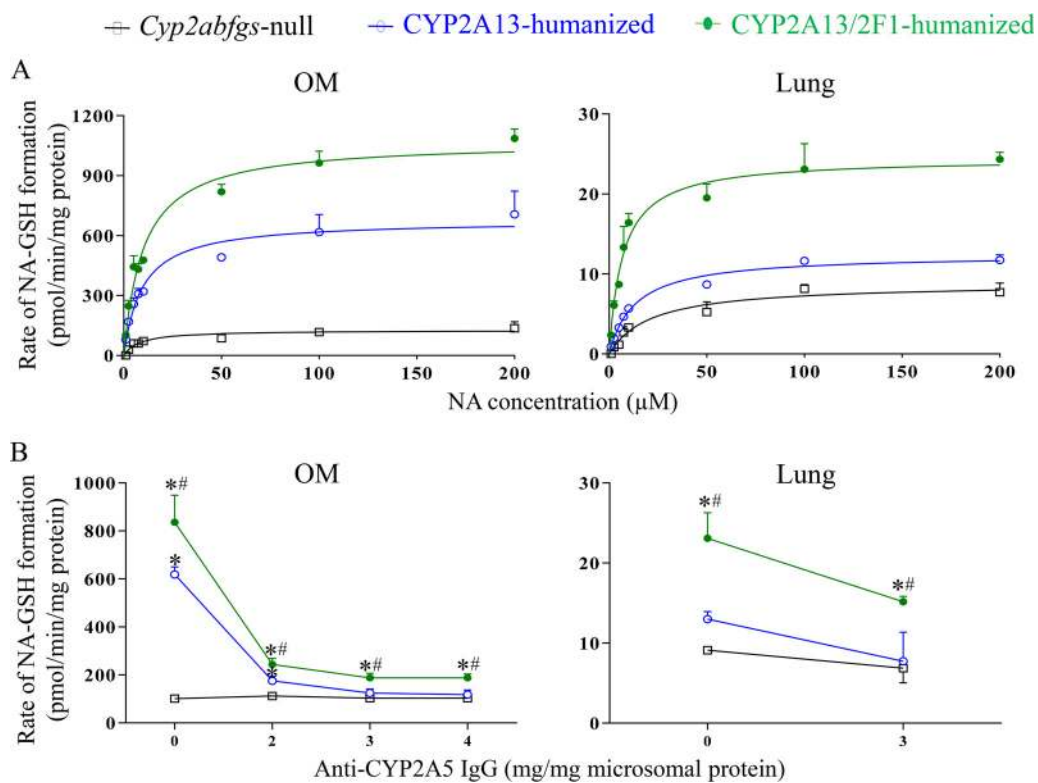 Cyp2abfgs-null CYP2A13-humanized CYP2A13/2F1-humanized
A
OM Lung
Rate of NA-GSH formation
(pmol/min/mg protein)
1200
900
600
300
0
0 50 100 150 200
30
20
10
0
0 50 100 150 200
NA concentration (µM)
B
OM Lung
Rate of NA-GSH formation
(pmol/min/mg protein)
1000
800
600
400
200
0
*#
*
*#
*
*#
*#
0 2 3 4
30
20
10
0
*#
*#
0 3
Anti-CYP2A5 IgG (mg/mg microsomal protein)